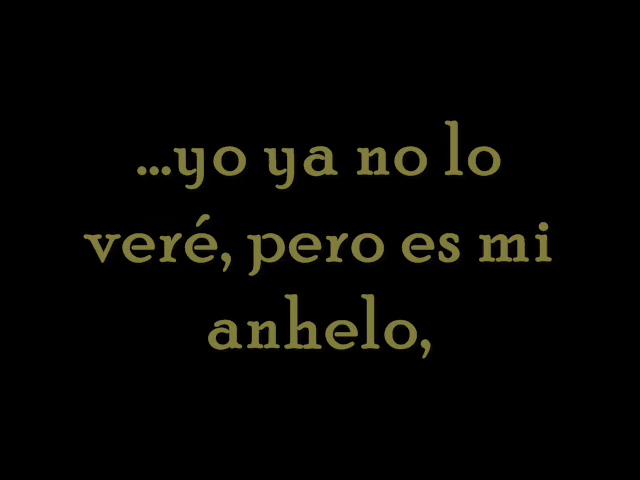 ...yo ya no lo
veré, pero es mi
anhelo,